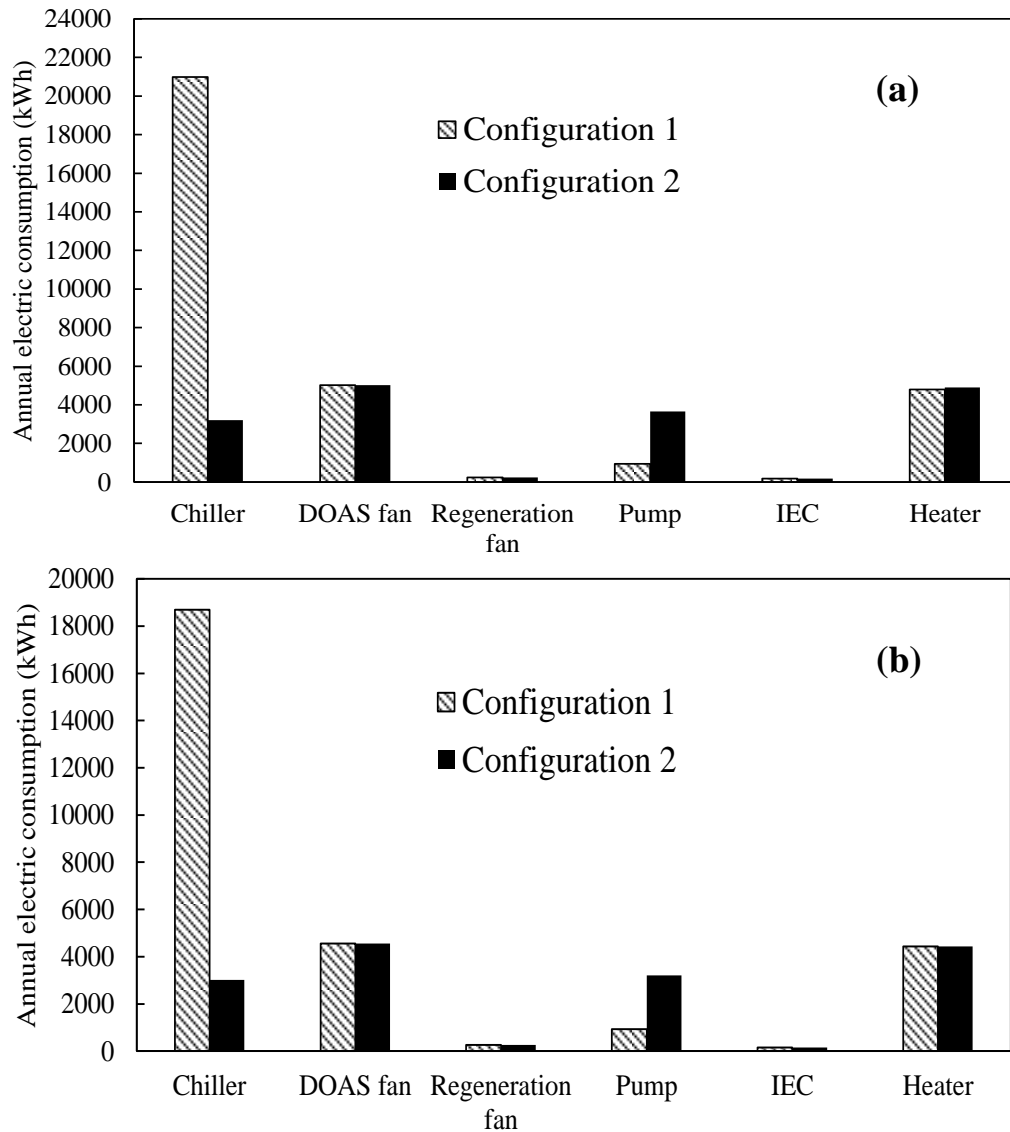 24000
22000
20000
18000
16000
14000
12000
10000
8000
6000
4000
2000
0
Annual electric consumption (kWh)
(a)
Configuration 1
Configuration 2
Chiller
DOAS fan
Regeneration
fan
Pump
IEC
Heater
20000
18000
16000
14000
12000
10000
8000
6000
4000
2000
0
Annual electric consumption (kWh)
(b)
Configuration 1
Configuration 2
Chiller
DOAS fan
Regeneration
fan
Pump
IEC
Heater